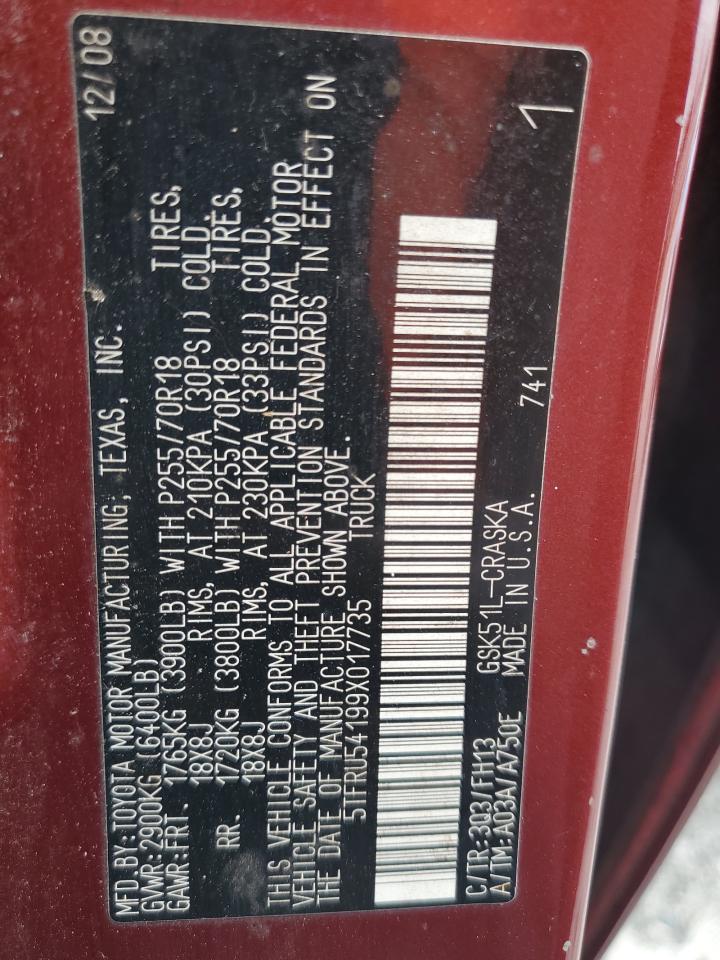 MFD.BY:TOYOTA MOTOR MANUFACTURING, TEXAS, INC. 12/08
GVWR:2900KG (6400LB)
GAWR:FRT. 1765KG (3900LB) WITH P255/70R18 TIRES,
18X8J RIMS, AT 210KPA (30PSI) COLD.
RR. 1720KG (3800LB) WITH P255/70R18 TIRES,
18X8J RIMS, AT 230KPA (33PSI) COLD.
THIS VEHICLE CONFORMS TO ALL APPLICABLE FEDERAL MOTOR
VEHICLE SAFETY AND THEFT PREVENTION STANDARDS IN EFFECT ON
THE DATE OF MANUFACTURE SHOWN ABOVE.
5TFRU54199X017735 TRUCK
C/TR:3Q3/FH13 GSK51L-CRASKA
A/TM:A03A/A750E MADE IN U.S.A. 741 1